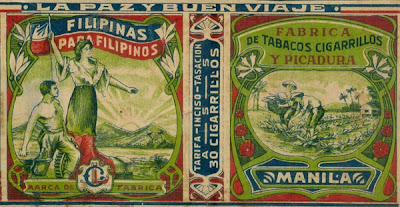 LA PAZ Y BUEN VIAJE
FILIPINAS
PARA FILIPINOS
MARCA DE FABRICA
TARIFA-INCISO-TASACION
A
30 CIGARRILLOS
FABRICA
DE TABACOS CIGARRILLOS
Y PICADURA
MANILA